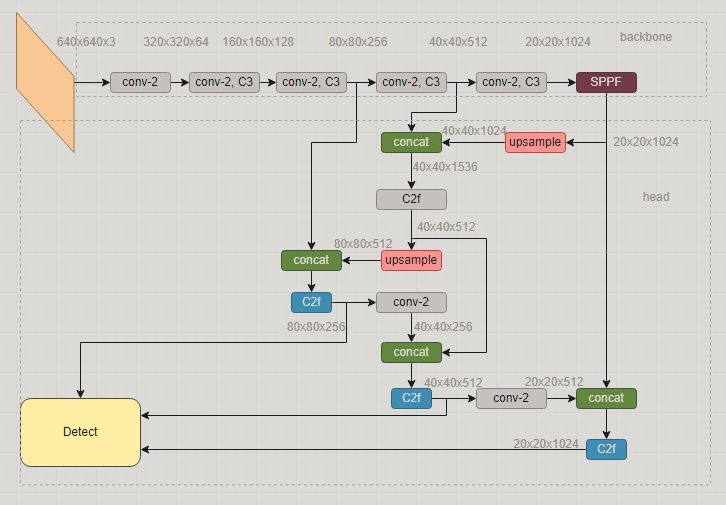 640x640x3 320x320x64 160x160x128 80x80x256 40x40x512 20x20x1024 backbone
conv-2 conv-2, C3 conv-2, C3 conv-2, C3 conv-2, C3 SPPF
40x40x1024
concat upsample 20x20x1024
40x40x1536
C2f head
40x40x512
80x80x512
concat upsample
C2f conv-2
80x80x256 40x40x256
concat
40x40x512 20x20x512
C2f conv-2 concat
Detect
20x20x1024 C2f